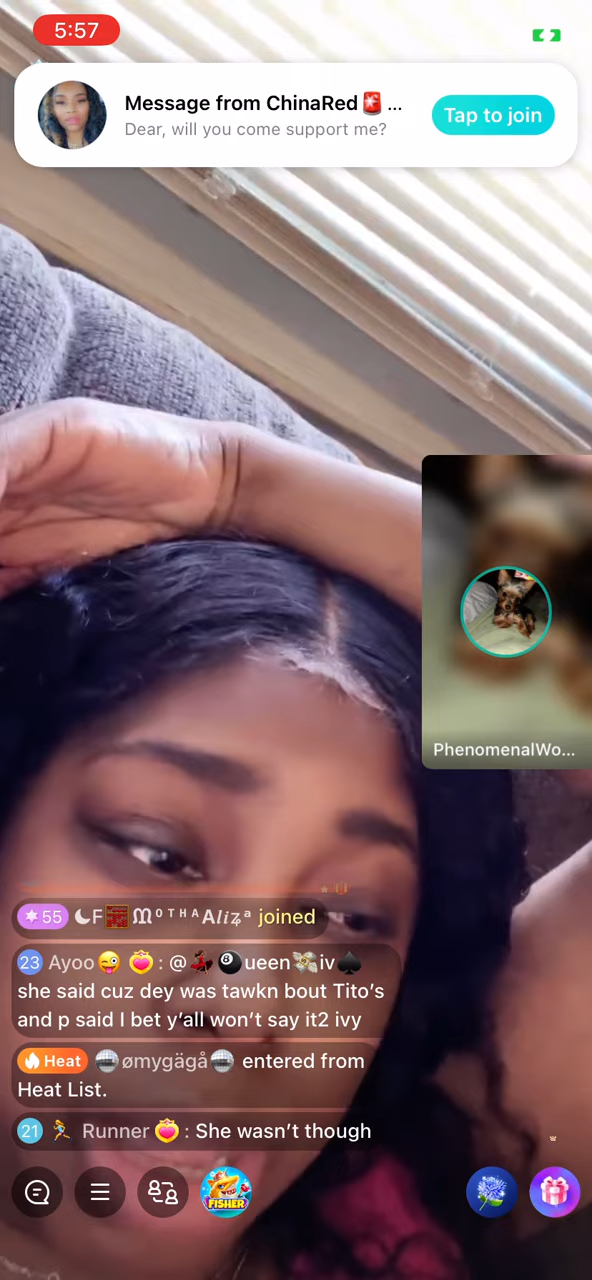 5:57
Message from ChinaRed🚨 ...
Dear, will you come support me?
Tap to join
PhenomenalWo...
55 ☾F🧱𝕸ᴼᵀᴴᴬA𝑙𝑖𝓏ᵃ joined
23 Ayoo😜 😍 : @💃🎱ueen💸iv♠️
she said cuz dey was tawkn bout Tito's
and p said I bet y'all won't say it2 ivy
Heat 🪩ømygägå🪩 entered from
Heat List.
21 🏃 Runner : She wasn't though
FISHER